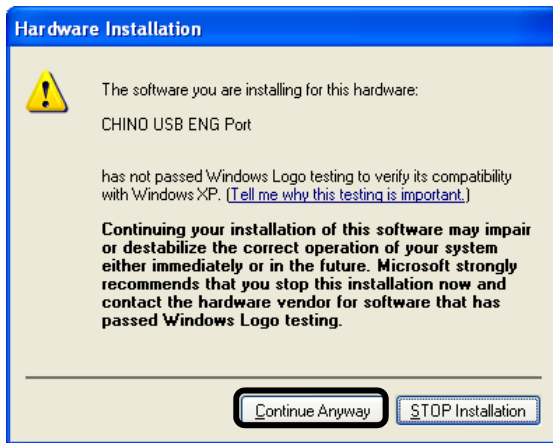 Hardware Installation
The software you are installing for this hardware:
CHINO USB ENG Port
has not passed Windows Logo testing to verify its compatibility
with Windows XP. (Tell me why this testing is important.)
Continuing your installation of this software may impair
or destabilize the correct operation of your system
either immediately or in the future. Microsoft strongly
recommends that you stop this installation now and
contact the hardware vendor for software that has
passed Windows Logo testing.
Continue Anyway
STOP Installation